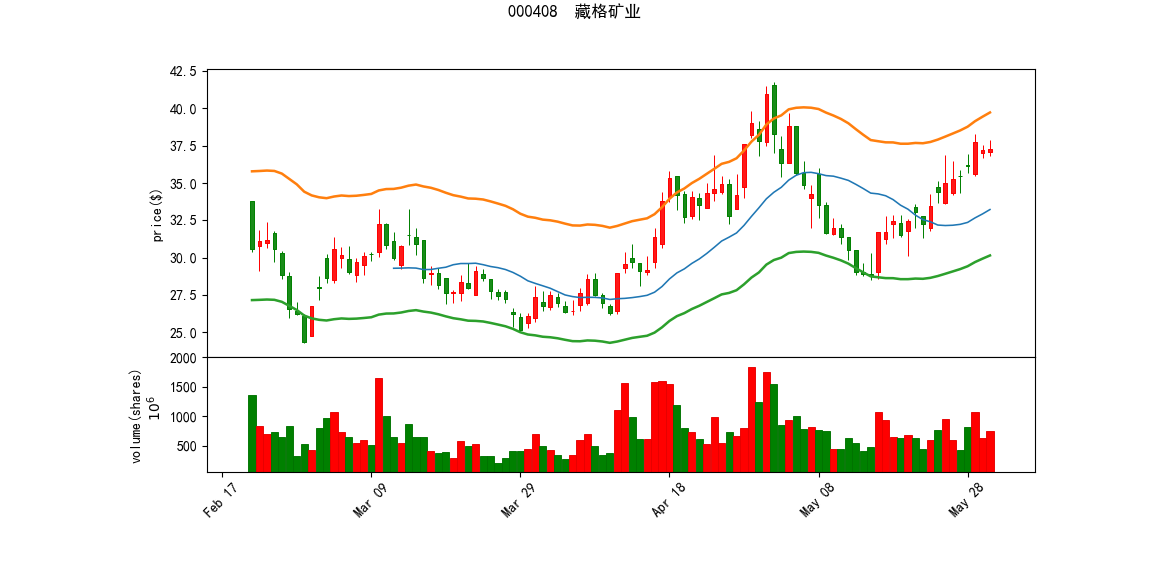 000408 藏格矿业
42.5
40.0
37.5
35.0
32.5
30.0
27.5
25.0
price($)
2000
1500
1000
500
volume(shares)
10^6
Feb 17
Mar 09
Mar 29
Apr 18
May 08
May 28